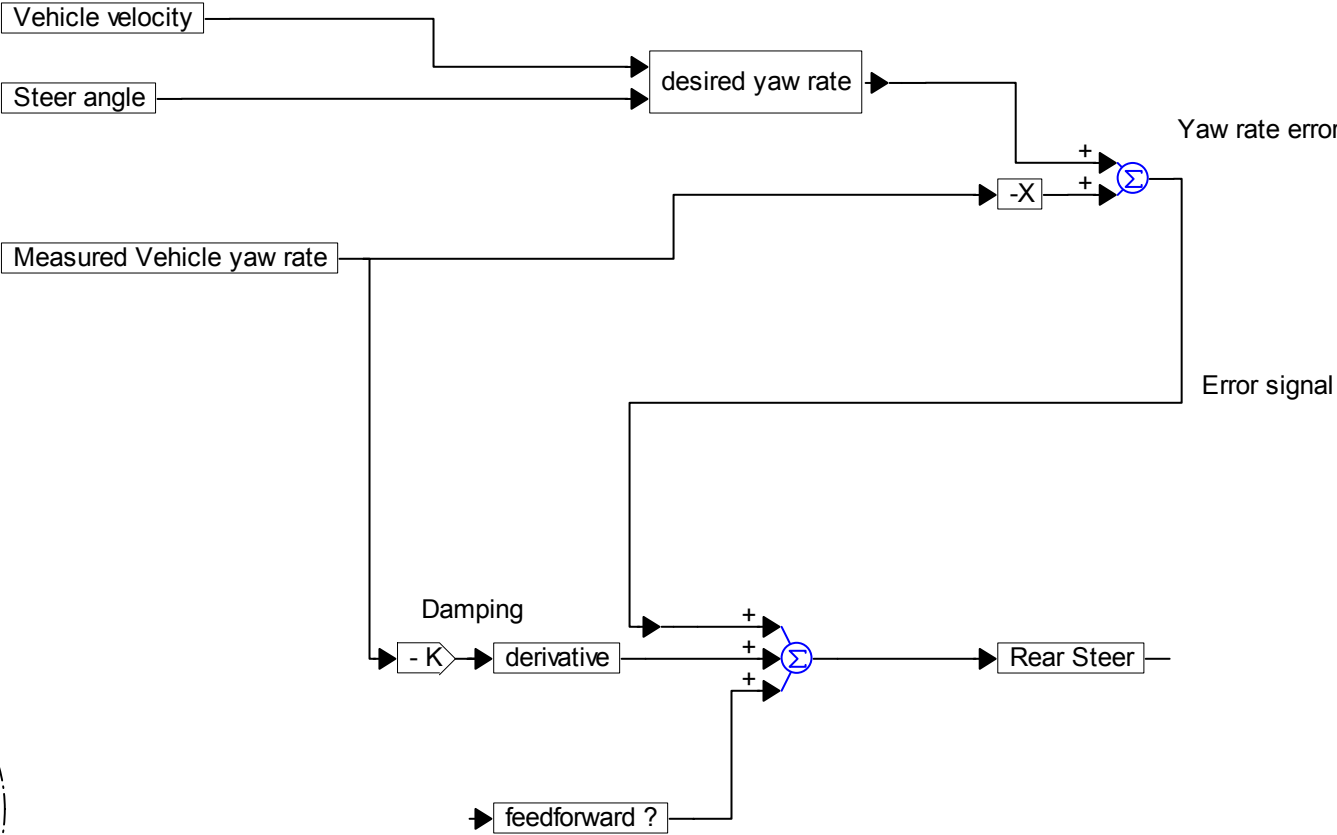 Vehicle velocity
desired yaw rate
Steer angle
Yaw rate error
+
Σ
-X
+
Measured Vehicle yaw rate
Error signal
Damping
+
- K
derivative
+
Σ
Rear Steer
+
feedforward ?